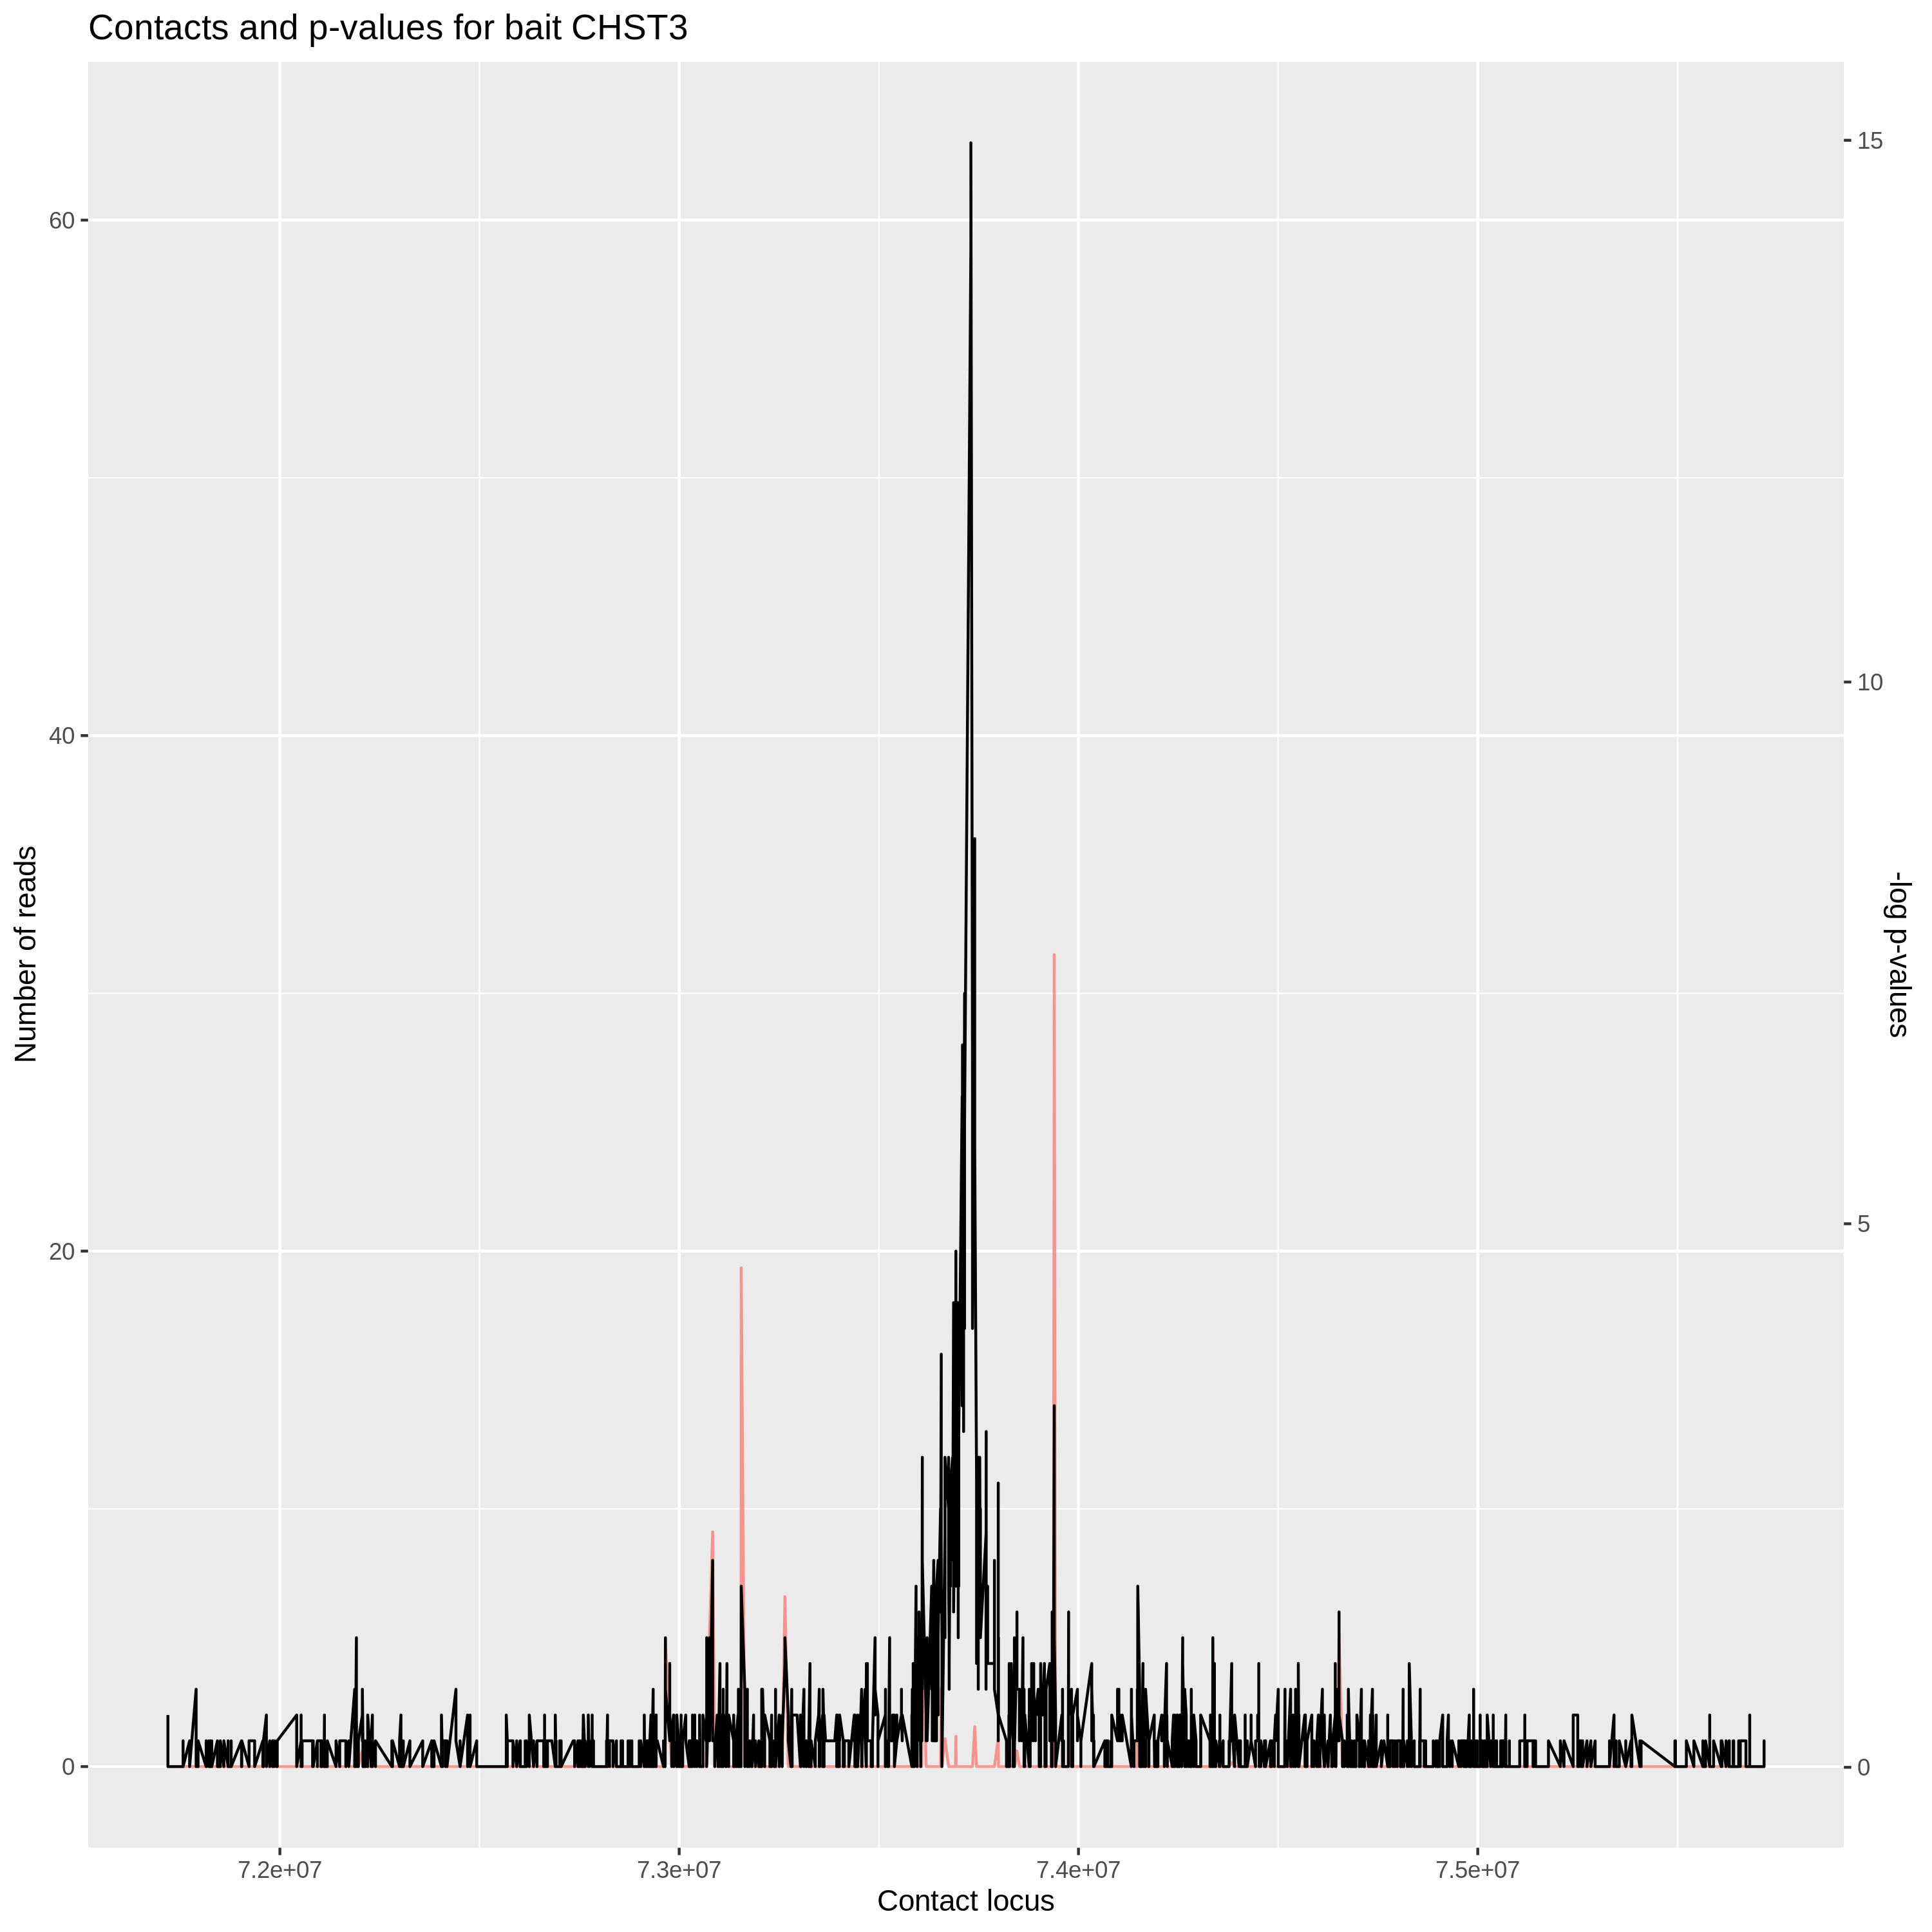 Contacts and p-values for bait CHST3
60
40
20
0
15
10
5
0
Number of reads
-log p-values
7.2e+07
7.3e+07
7.4e+07
7.5e+07
Contact locus